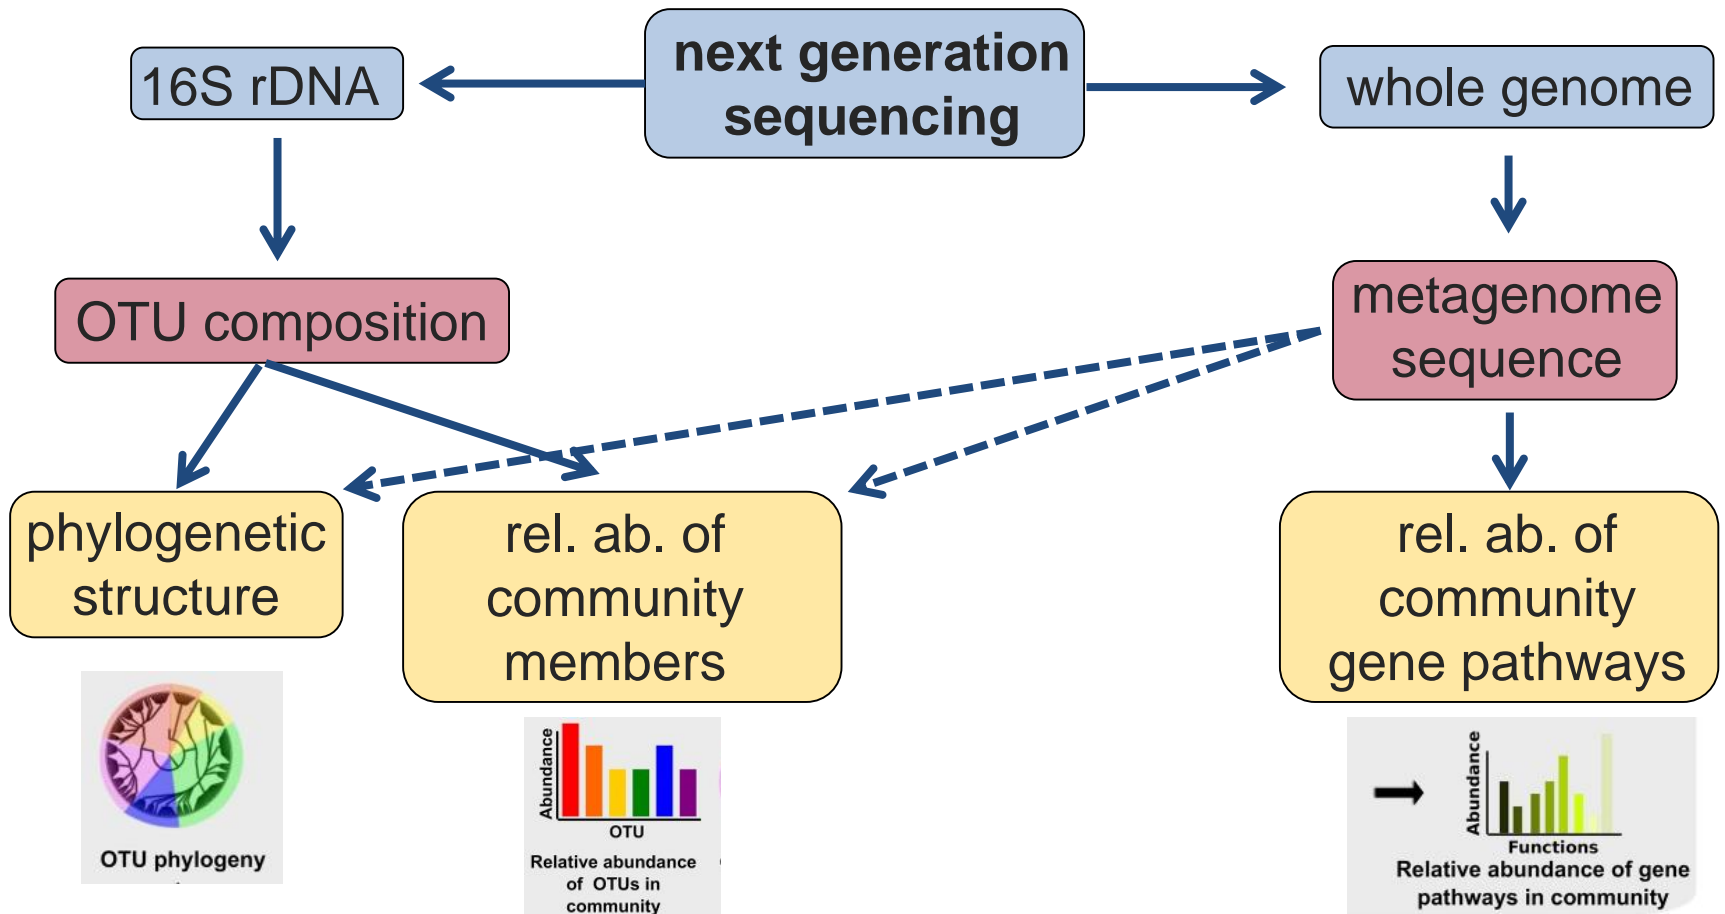 next generation
sequencing
16S rDNA
whole genome
OTU composition
metagenome
sequence
phylogenetic
structure
rel. ab. of
community
members
rel. ab. of
community
gene pathways
OTU phylogeny
Abundance
OTU
Relative abundance
of OTUs in
community
Abundance
Functions
Relative abundance of gene
pathways in community